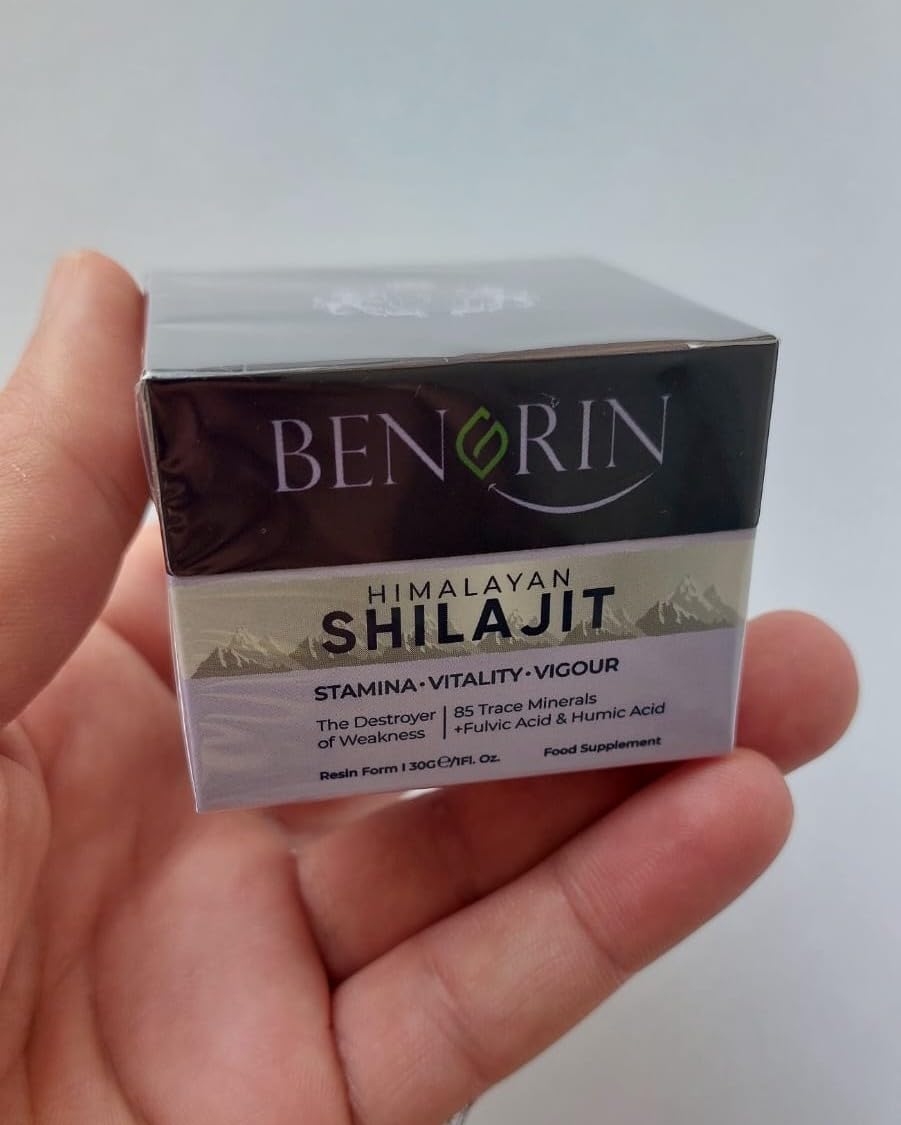 BENGRIN
HIMALAYAN
SHILAJIT
STAMINA·VITALITY·VIGOUR
The Destroyer
of Weakness
85 Trace Minerals
+Fulvic Acid & Humic Acid
Resin Form I 30G℮/1Fl. Oz.
Food Supplement